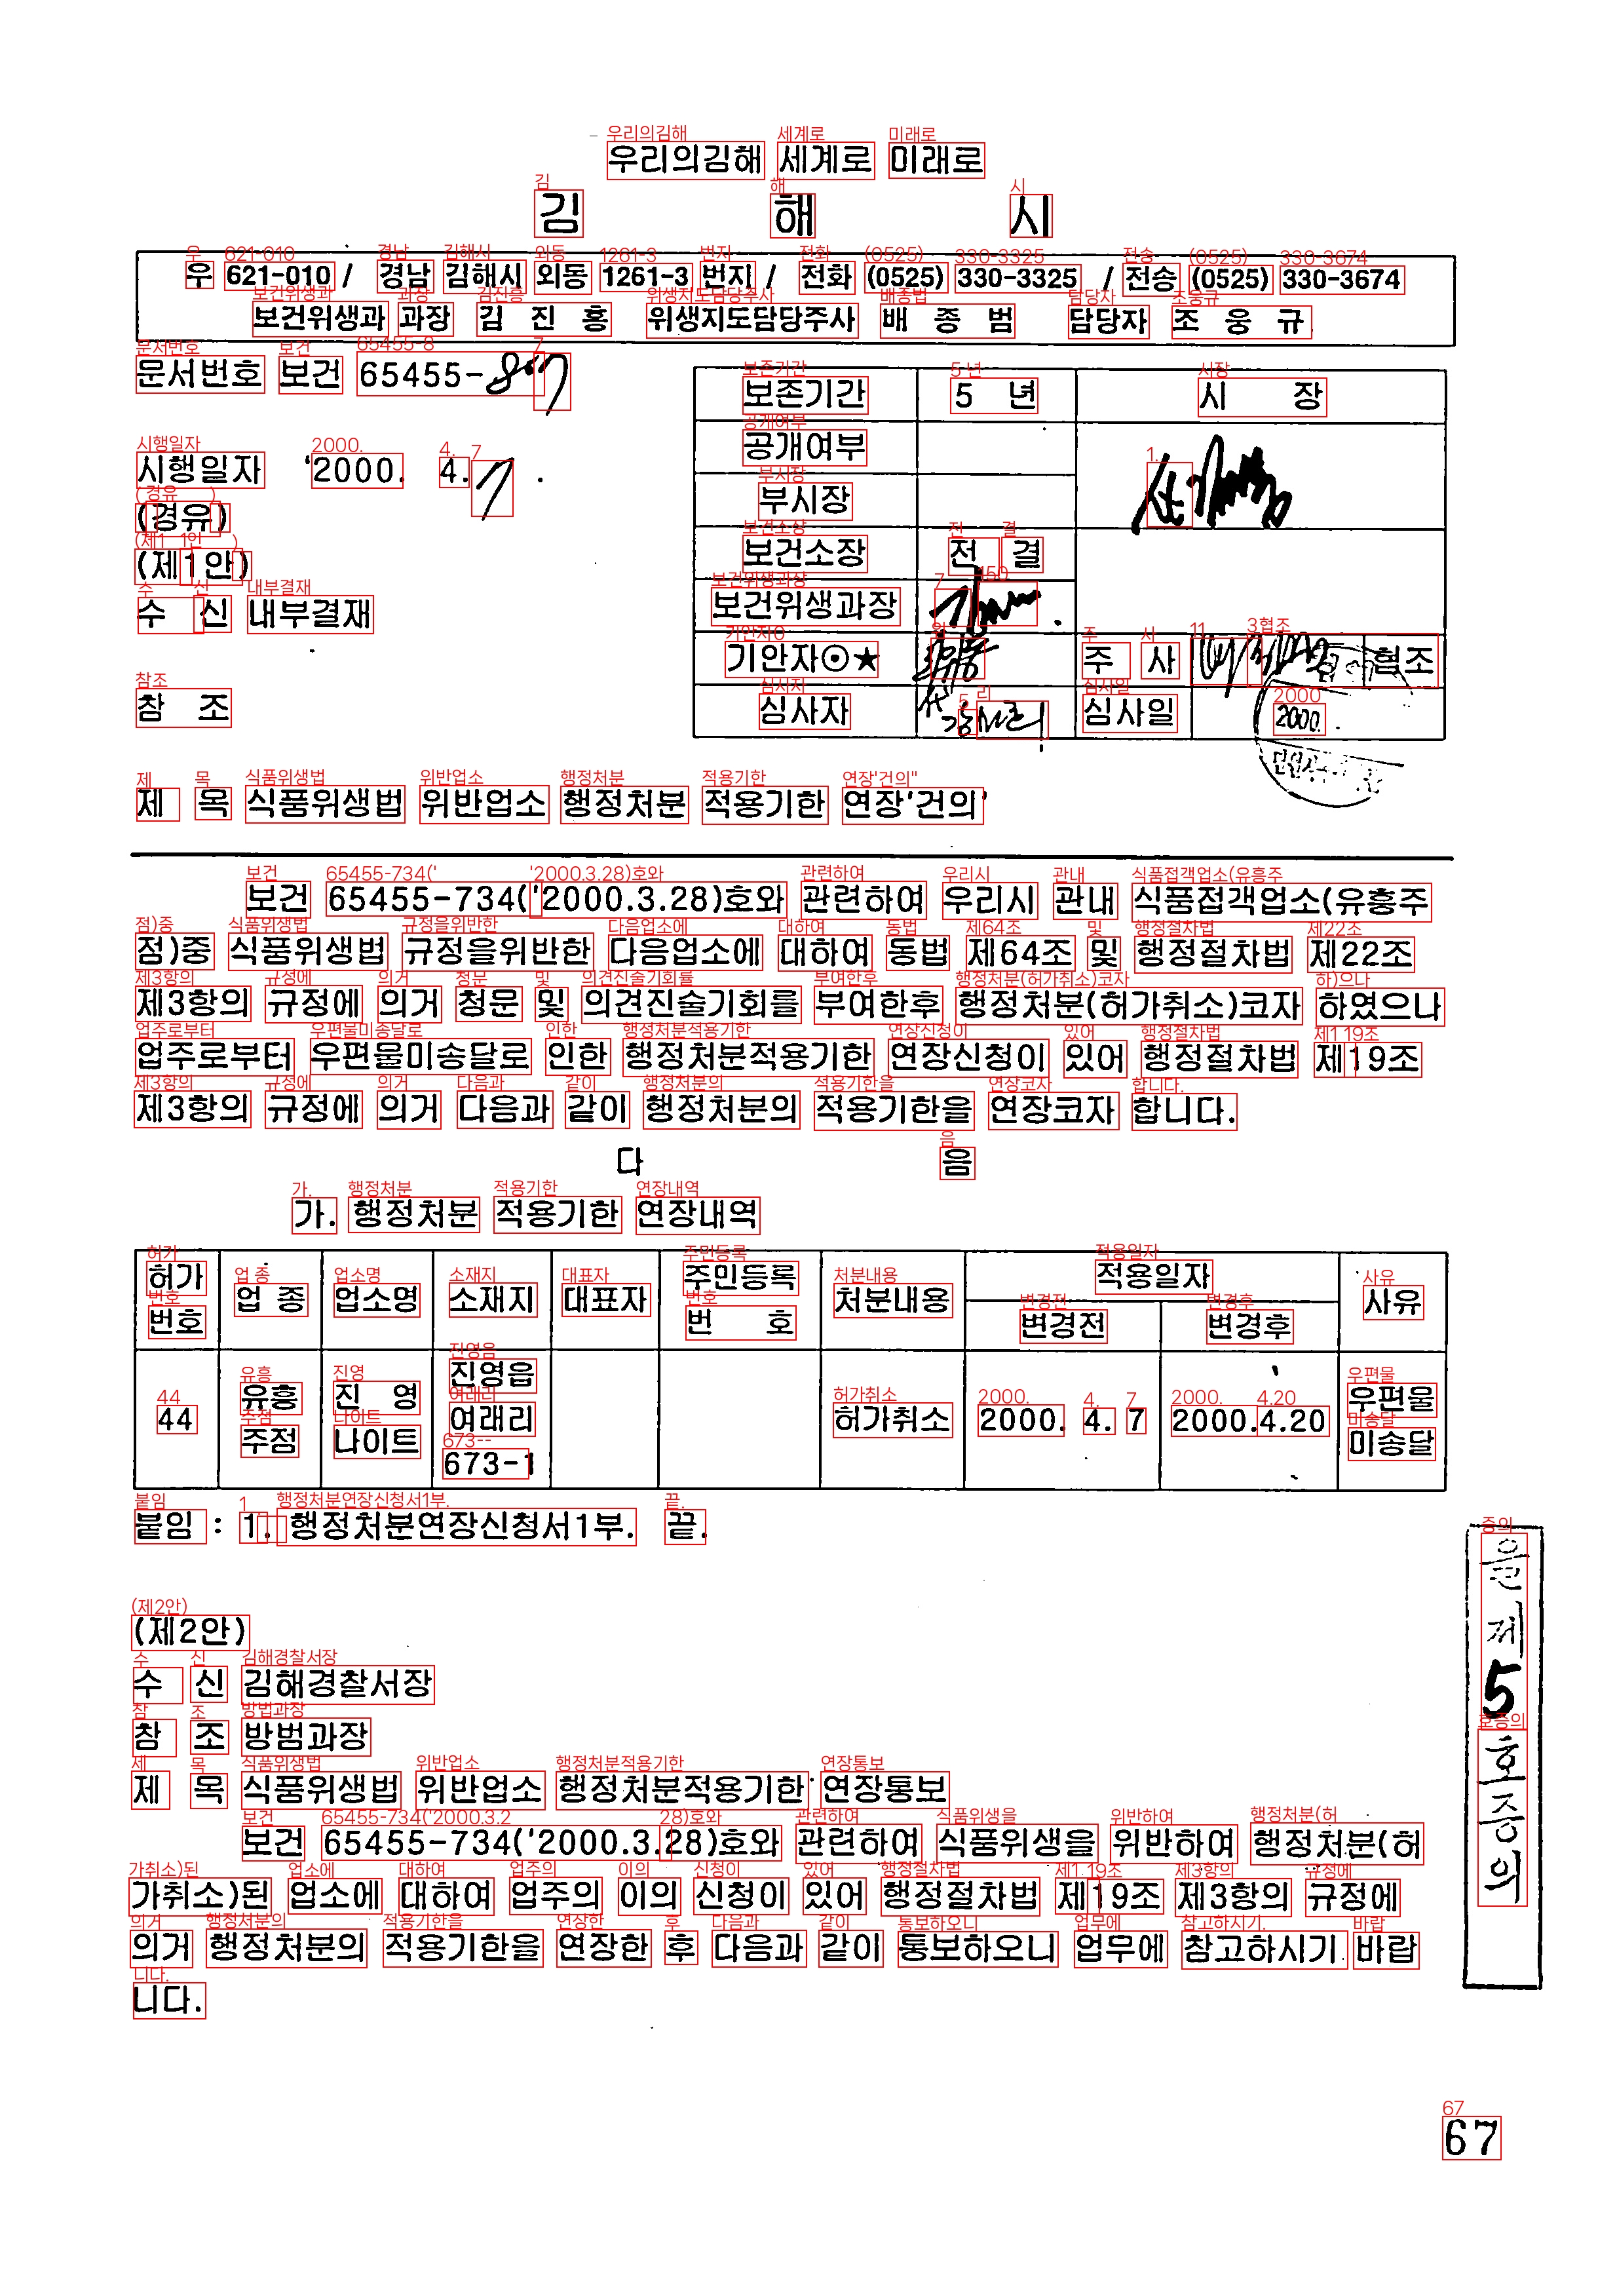 우리의김해 세계로 미래로
김 해 시
우 621-010 / 경남 김해시 외동 1261-3 번지 / 전화 (0525) 330-3325 / 전송 (0525) 330-3674
보건위생과 과장 김 진 흥 위생지도담당주사 배 종 범 담당자 조 웅 규
문서번호 보건 65455-
시행일자 '2000. 4. 7 .
(경유)
(제1안)
수 신 내부결재
참 조
보존기간 5 년 시 장
공개여부
부시장
보건소장 전 결
보건위생과장
기안자⊙★ 주 사 협조
심사자 심사일 2000.
제 목 식품위생법 위반업소 행정처분 적용기한 연장'건의'
보건 65455-734('2000.3.28)호와 관련하여 우리시 관내 식품접객업소(유흥주
점)중 식품위생법 규정을위반한 다음업소에 대하여 동법 제64조 및 행정절차법 제22조
제3항의 규정에 의거 청문 및 의견진술기회를 부여한후 행정처분(허가취소)코자 하였으나
업주로부터 우편물미송달로 인한 행정처분적용기한 연장신청이 있어 행정절차법 제19조
제3항의 규정에 의거 다음과 같이 행정처분의 적용기한을 연장코자 합니다.
다 음
가. 행정처분 적용기한 연장내역
허가번호 업 종 업소명 소재지 대표자 주민등록번 호 처분내용 적용일자 변경전 변경후 사유
44 유흥주점 진 영 나이트 진영읍 여래리 673-1 허가취소 2000. 4. 7 2000.4.20 우편물미송달
붙임 : 1. 행정처분연장신청서1부. 끝.
(제2안)
수 신 김해경찰서장
참 조 방범과장
제 목 식품위생법 위반업소 행정처분적용기한 연장통보
보건 65455-734('2000.3.28)호와 관련하여 식품위생을 위반하여 행정처분(허
가취소)된 업소에 대하여 업주의 이의 신청이 있어 행정절차법 제19조 제3항의 규정에
의거 행정처분의 적용기한을 연장한 후 다음과 같이 통보하오니 업무에 참고하시기 바랍
니다.
을제5호증의
67